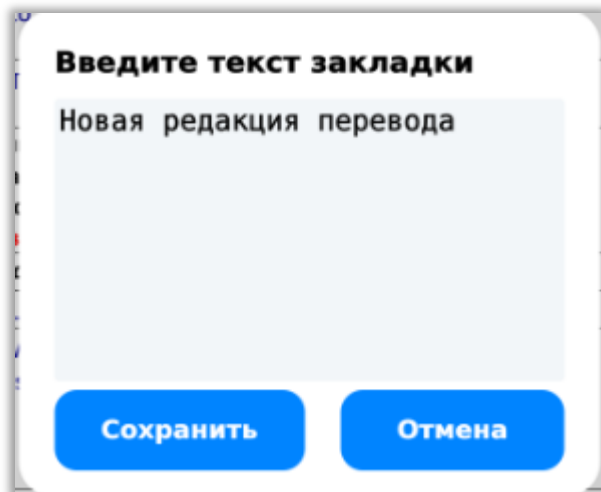 Введите текст закладки
Новая редакция перевода
Сохранить
Отмена